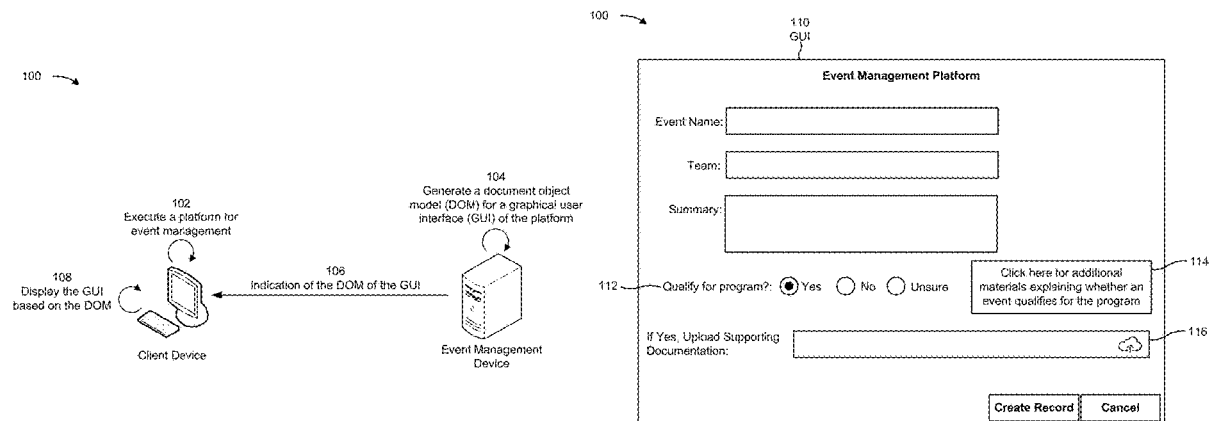 100
102
Execute a platform for
event management
104
Generate a document object
model (DOM) for a graphical user
interface (GUI) of the platform
106
Indication of the DOM of the GUI
108
Display the GUI
based on the DOM
Client Device
Event Management
Device
100
110
GUI
Event Management Platform
Event Name:
Team:
Summary:
112
Qualify for program?:
Yes
No
Unsure
Click here for additional
materials explaining whether an
event qualifies for the program
114
If Yes, Upload Supporting
Documentation:
116
Create Record
Cancel